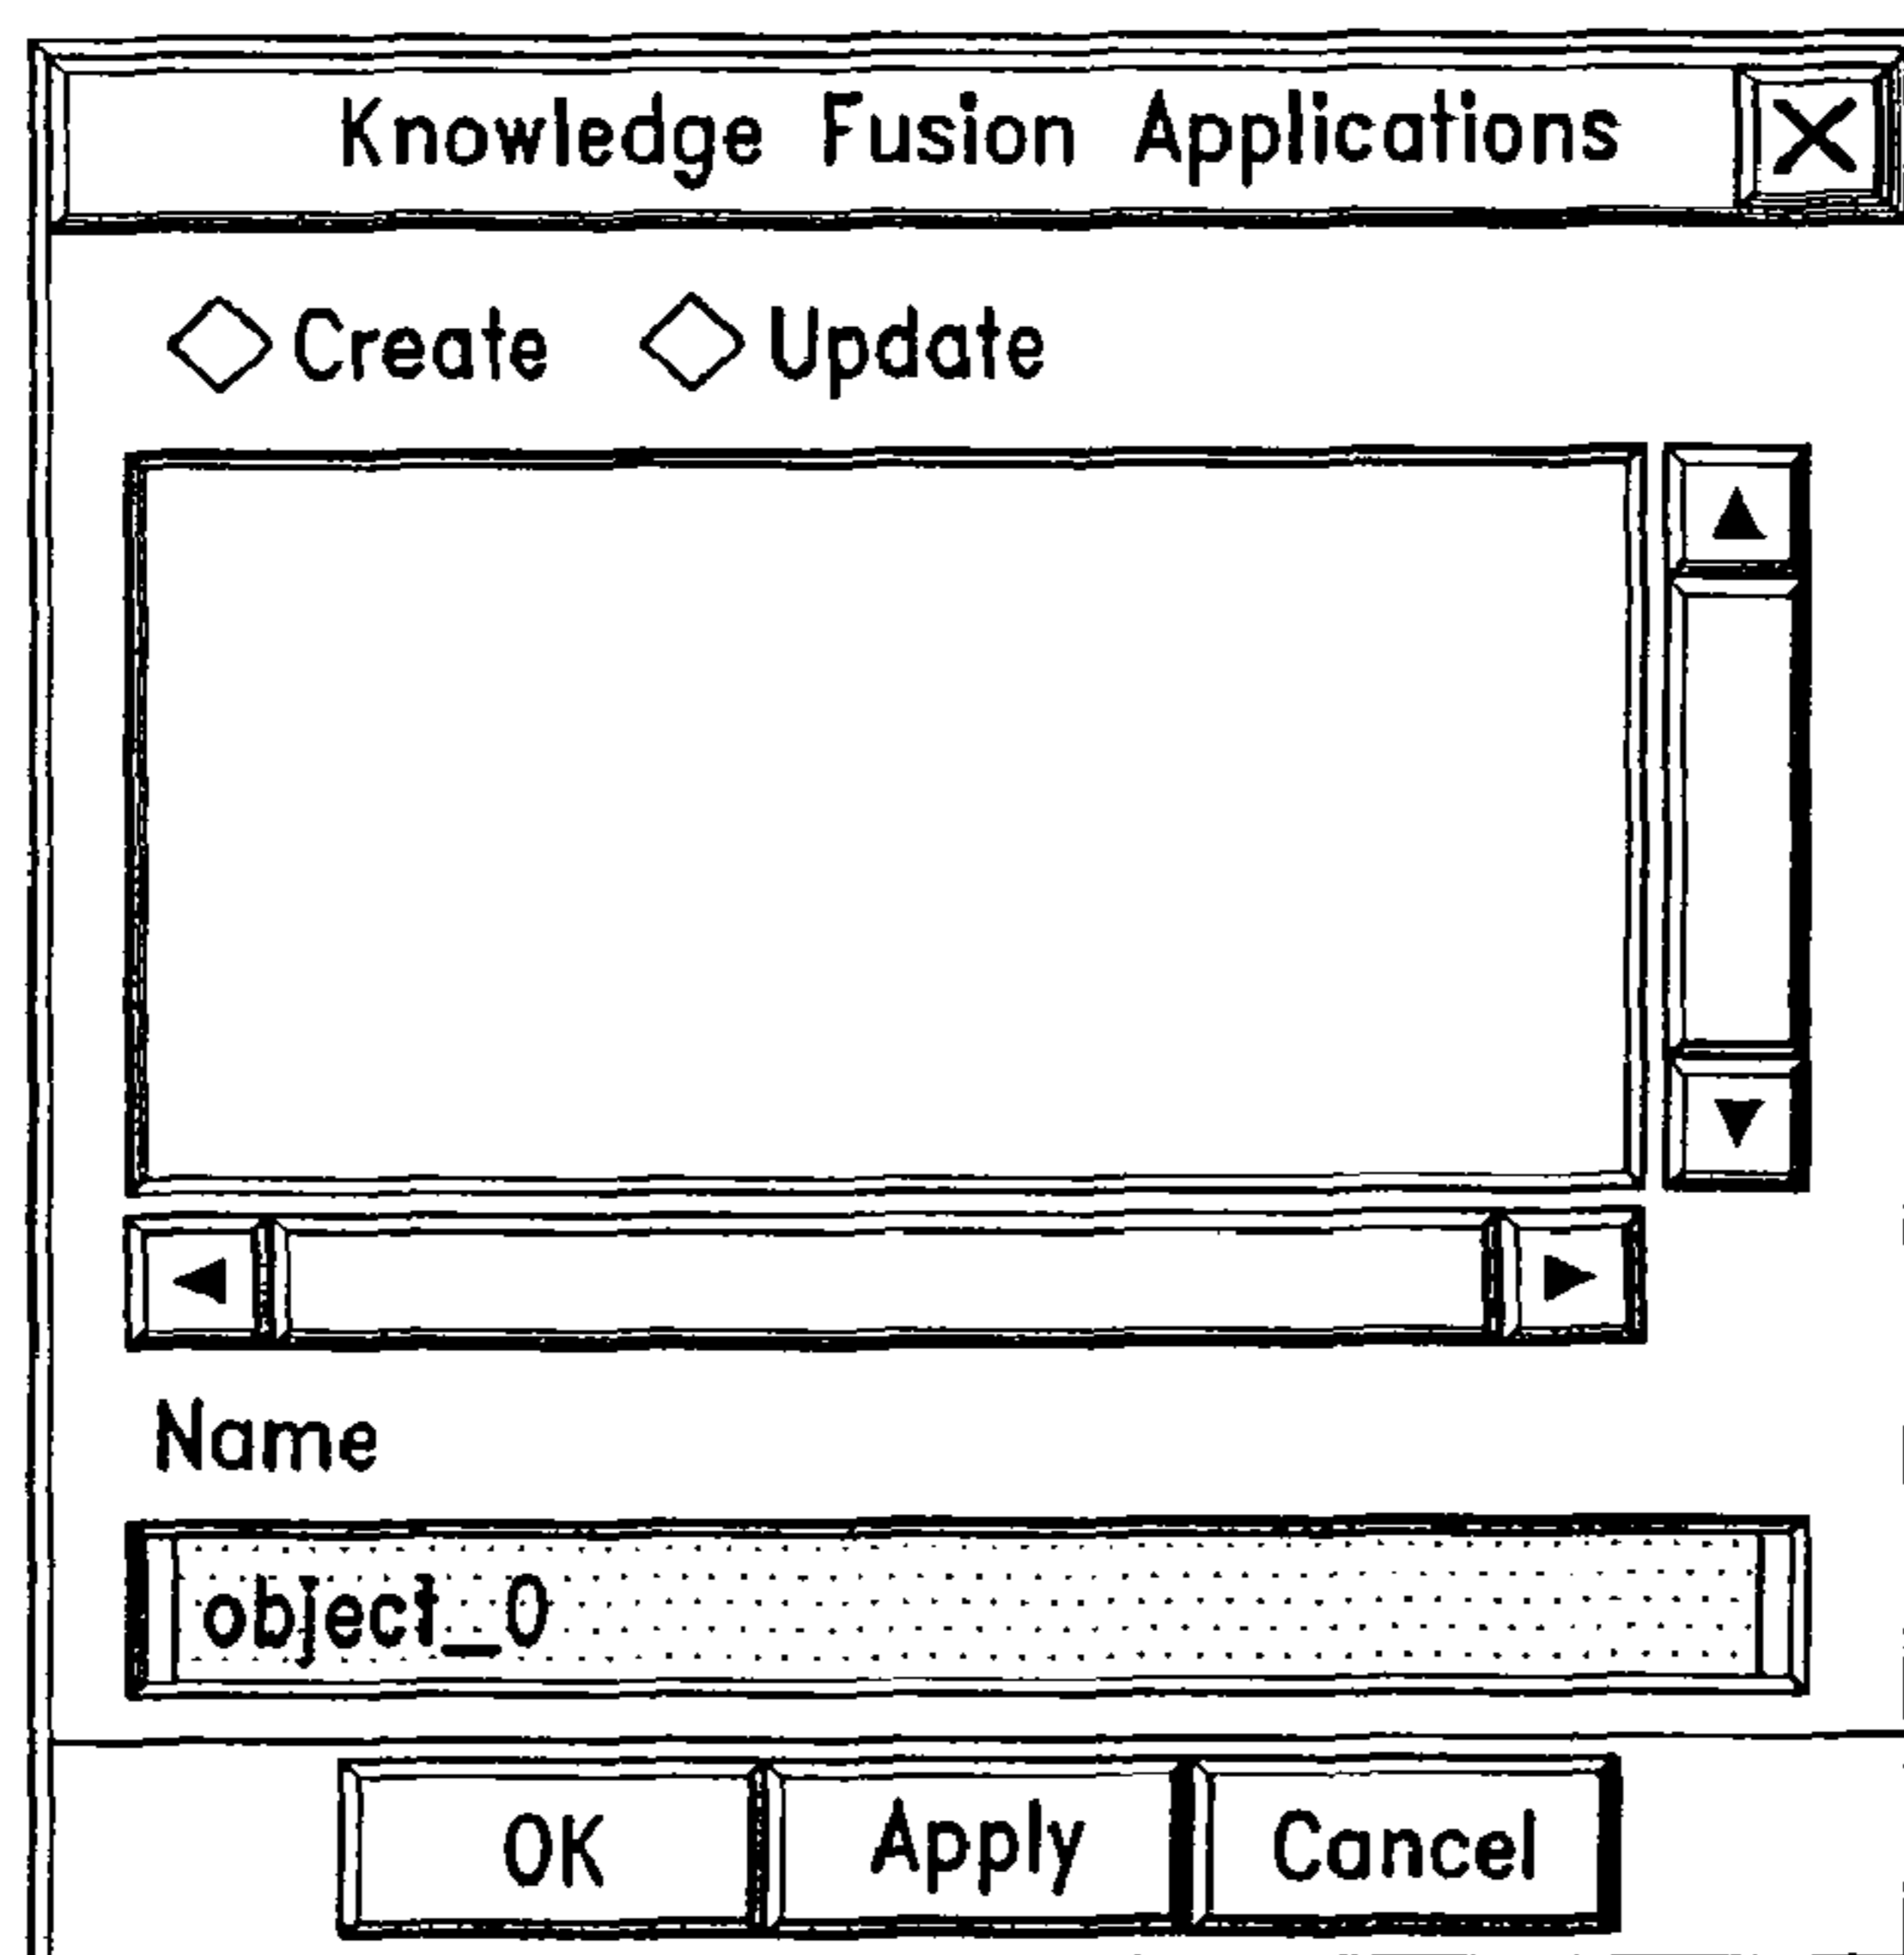 Knowledge Fusion Applications
Create Update
Name
object_0
OK Apply Cancel